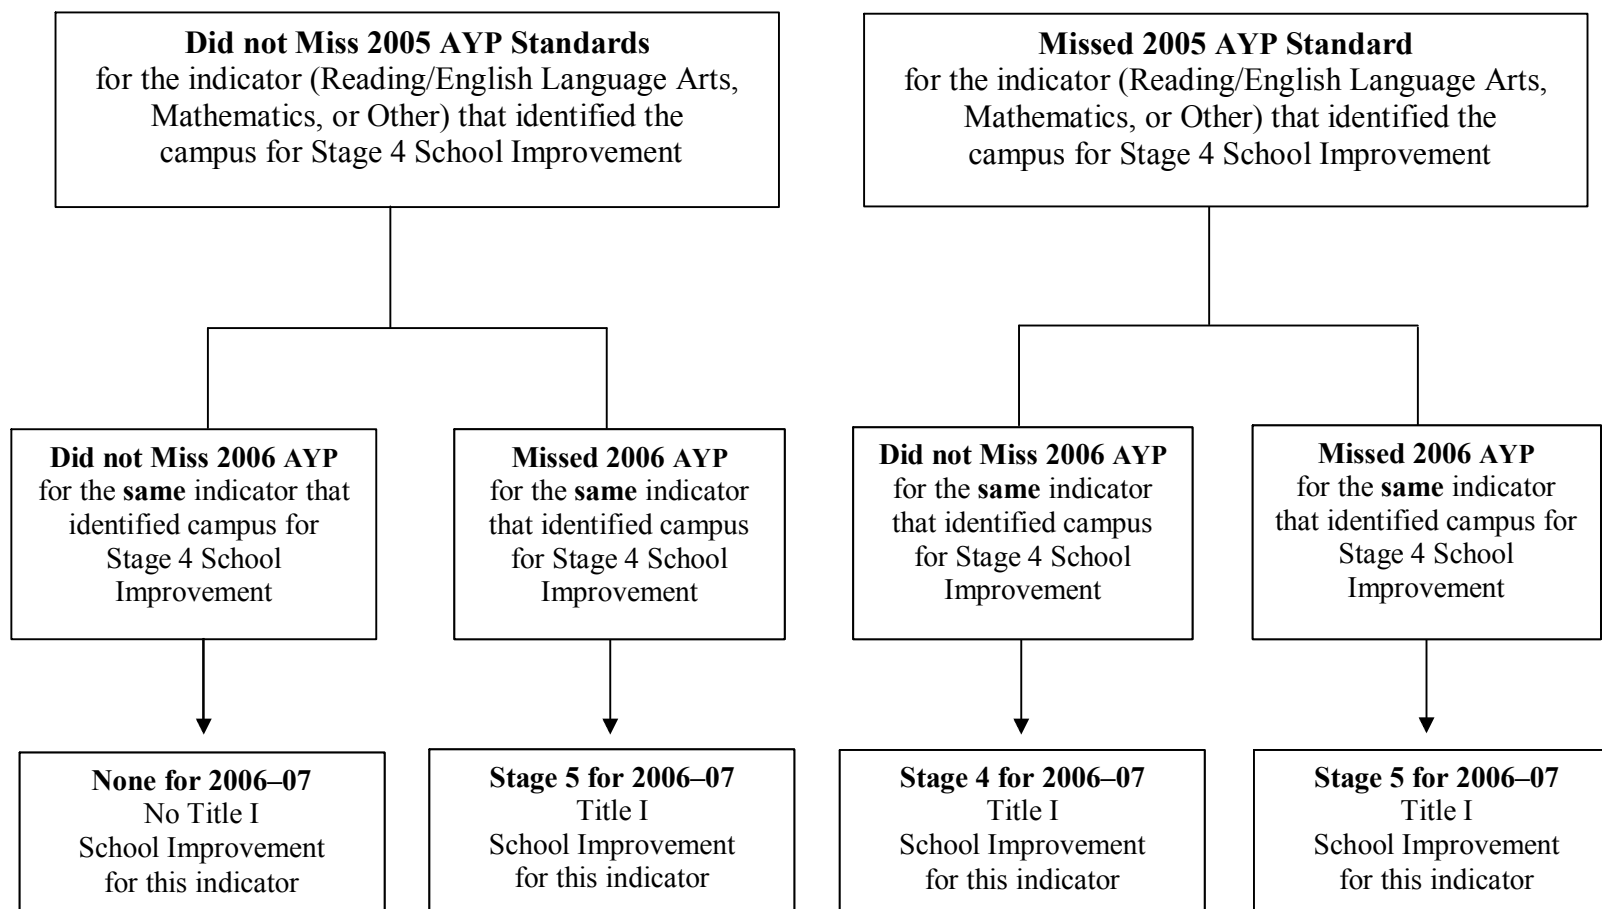 Did not Miss 2005 AYP Standards
for the indicator (Reading/English Language Arts,
Mathematics, or Other) that identified the
campus for Stage 4 School Improvement
Missed 2005 AYP Standard
for the indicator (Reading/English Language Arts,
Mathematics, or Other) that identified the
campus for Stage 4 School Improvement
Did not Miss 2006 AYP
for the same indicator that
identified campus for
Stage 4 School
Improvement
Missed 2006 AYP
for the same indicator
that identified campus
for Stage 4 School
Improvement
Did not Miss 2006 AYP
for the same indicator
that identified campus
for Stage 4 School
Improvement
Missed 2006 AYP
for the same indicator
that identified campus for
Stage 4 School
Improvement
None for 2006–07
No Title I
School Improvement
for this indicator
Stage 5 for 2006–07
Title I
School Improvement
for this indicator
Stage 4 for 2006–07
Title I
School Improvement
for this indicator
Stage 5 for 2006–07
Title I
School Improvement
for this indicator